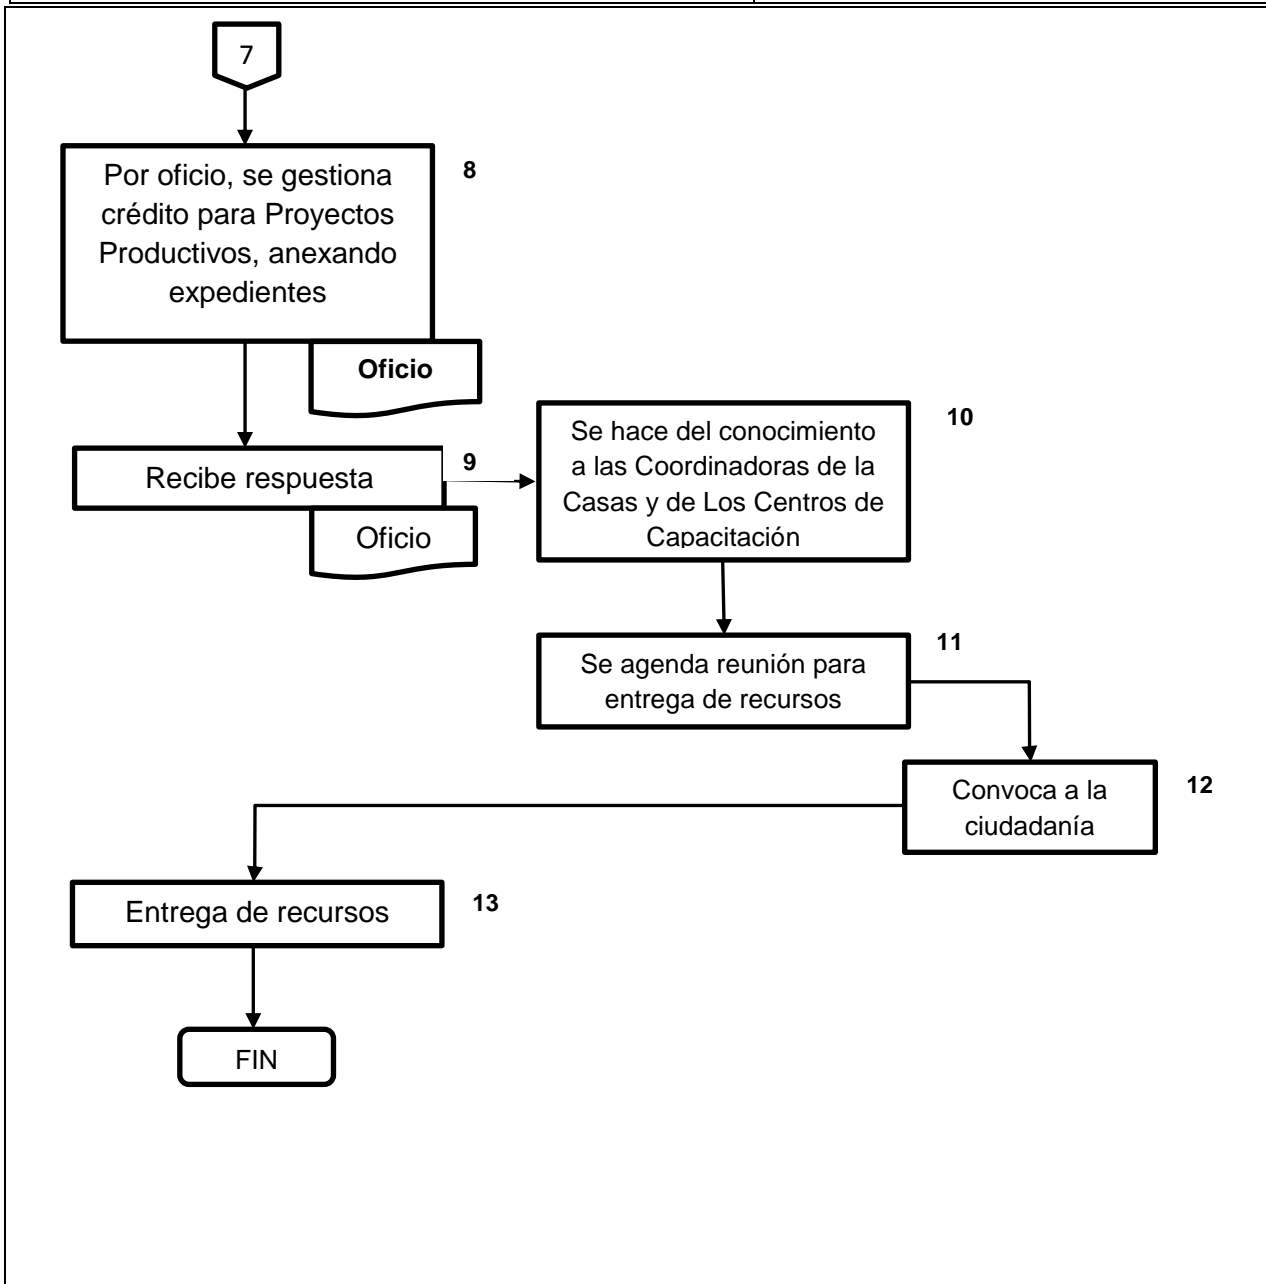 7
Por oficio, se gestiona
crédito para Proyectos
Productivos, anexando
expedientes
8
Oficio
Recibe respuesta
9
Oficio
Se hace del conocimiento
a las Coordinadoras de la
Casas y de Los Centros de
Capacitación
10
Se agenda reunión para
entrega de recursos
11
Convoca a la
ciudadanía
12
Entrega de recursos
13
FIN